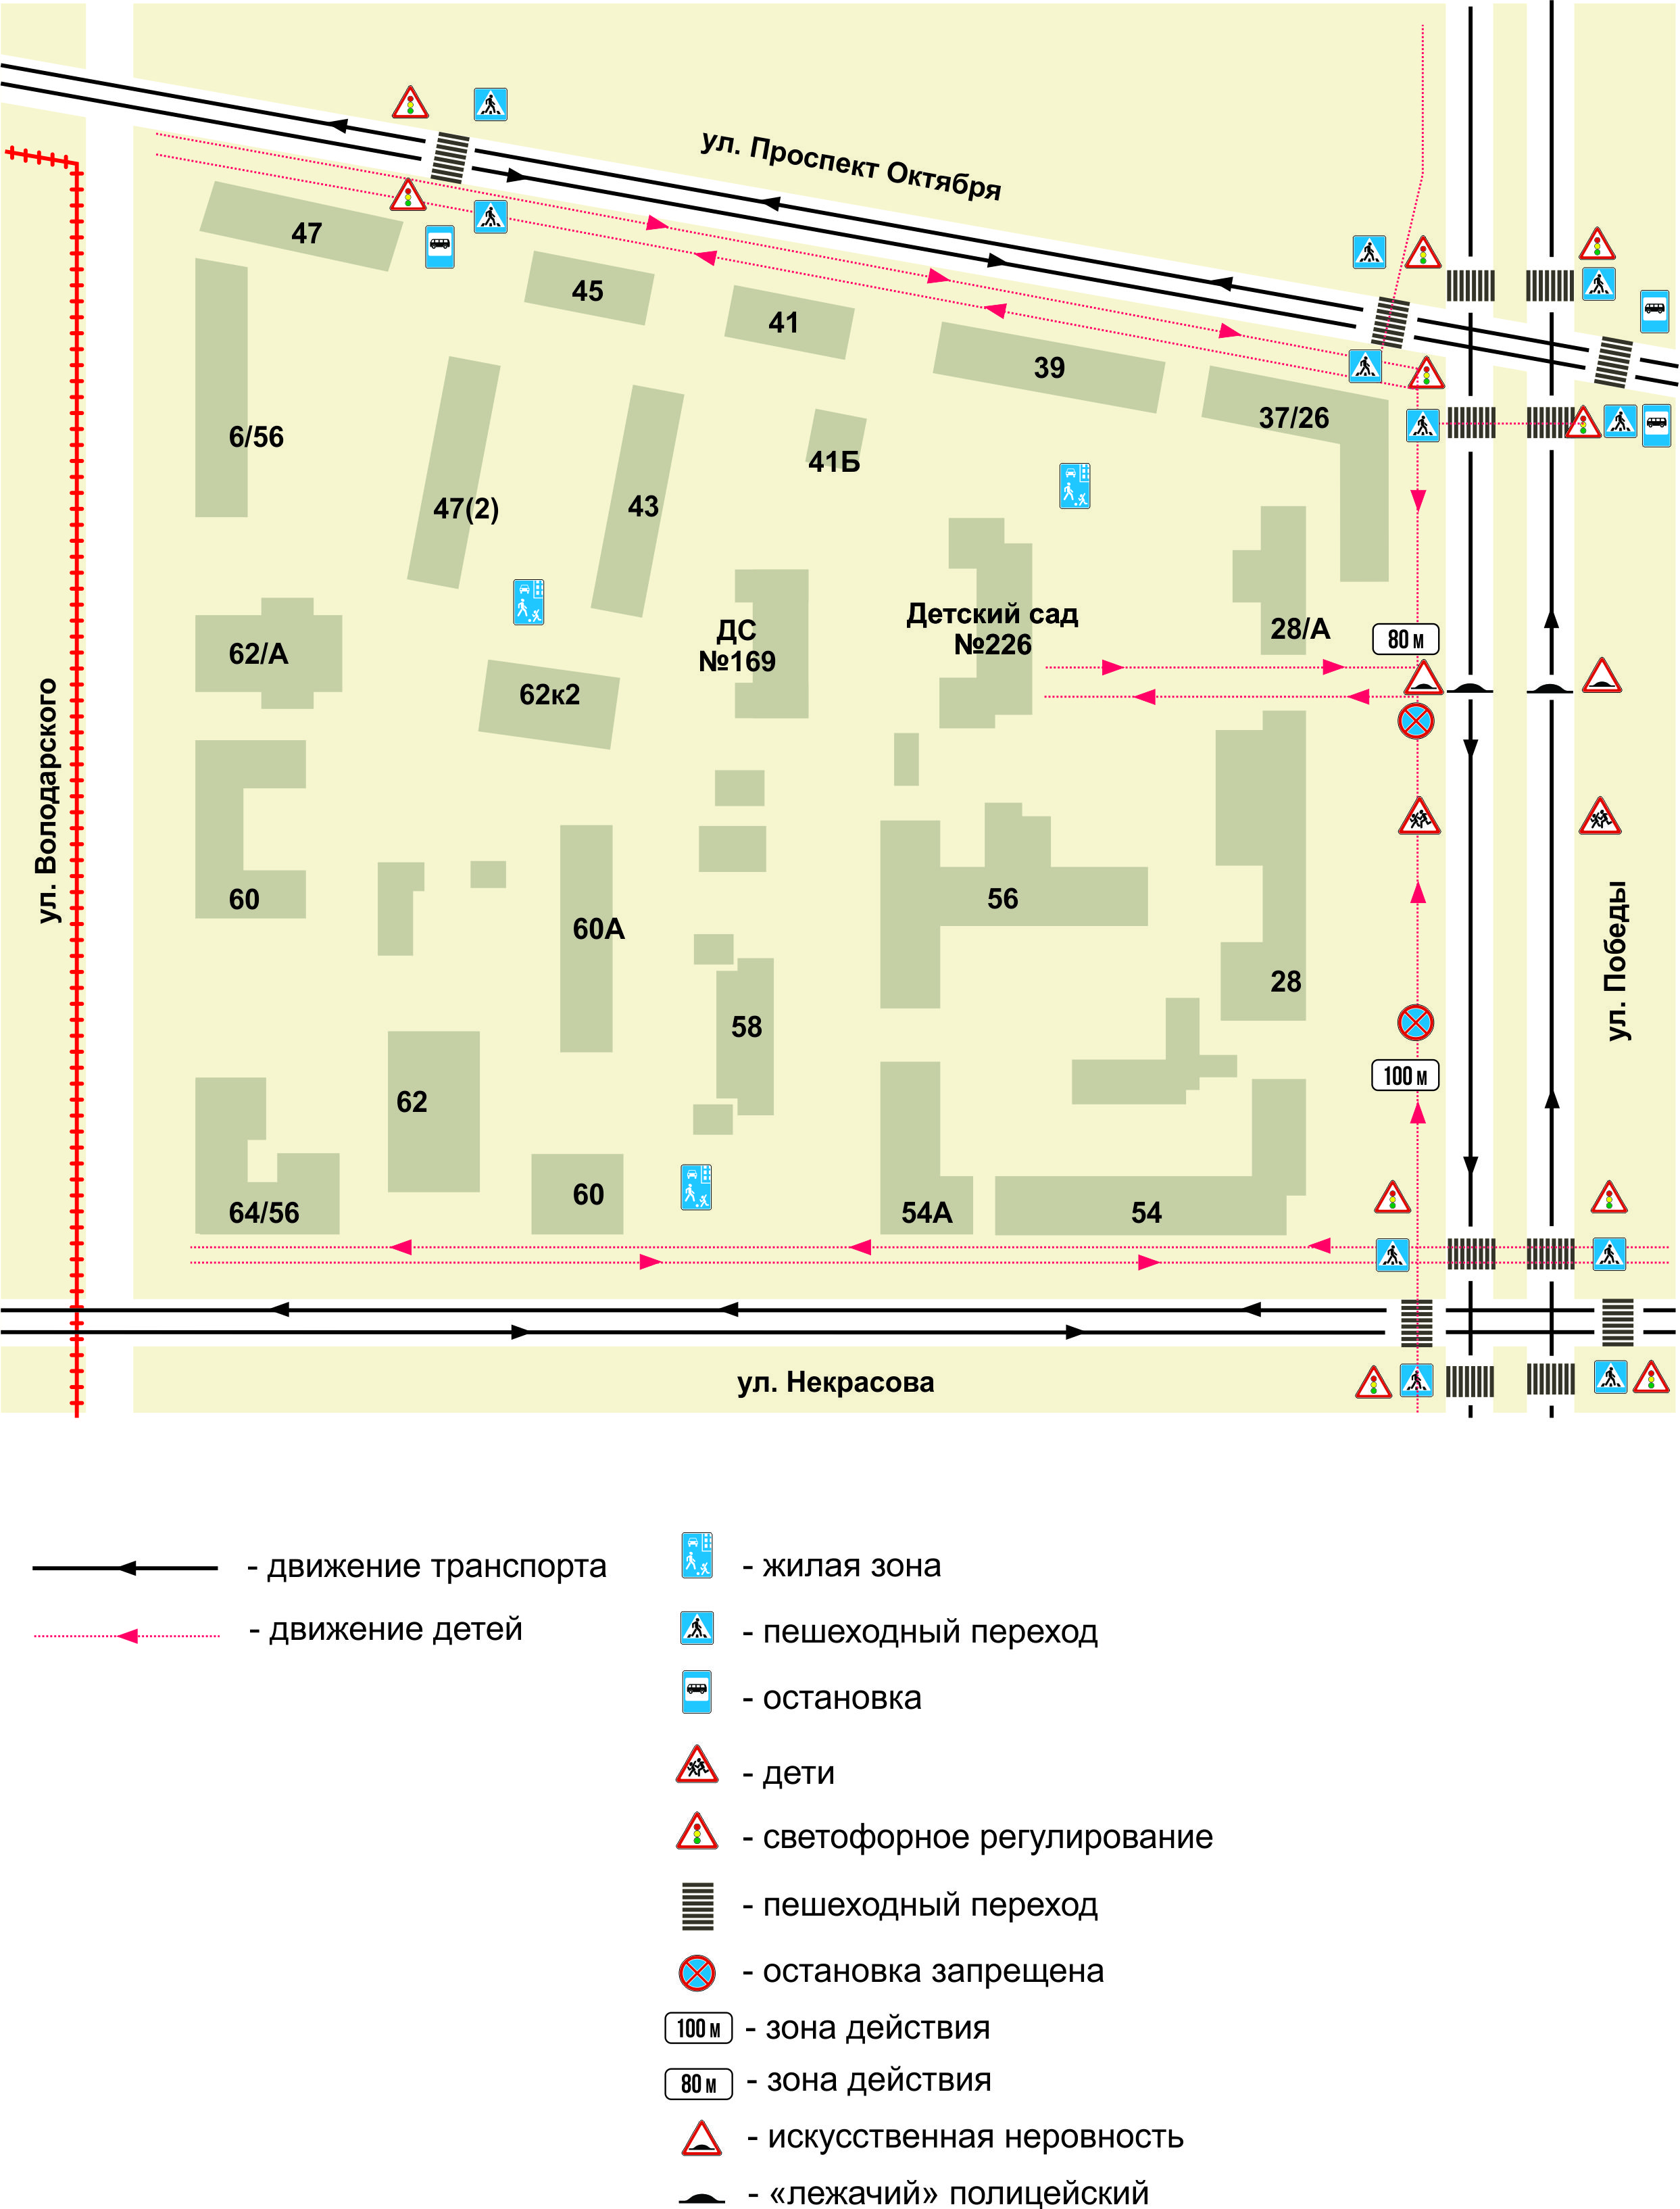 ул. Проспект Октября
47
45
41
39
37/26
6/56
47(2)
43
41Б
ДС
№169
Детский сад
№226
28/А
80 м
62/А
62к2
ул. Володарского
60
60А
56
28
ул. Победы
58
100 м
62
64/56
60
54А
54
ул. Некрасова
- движение транспорта
- движение детей
- жилая зона
- пешеходный переход
- остановка
- дети
- светофорное регулирование
- пешеходный переход
- остановка запрещена
100 м - зона действия
80 м - зона действия
- искусственная неровность
- «лежачий» полицейский